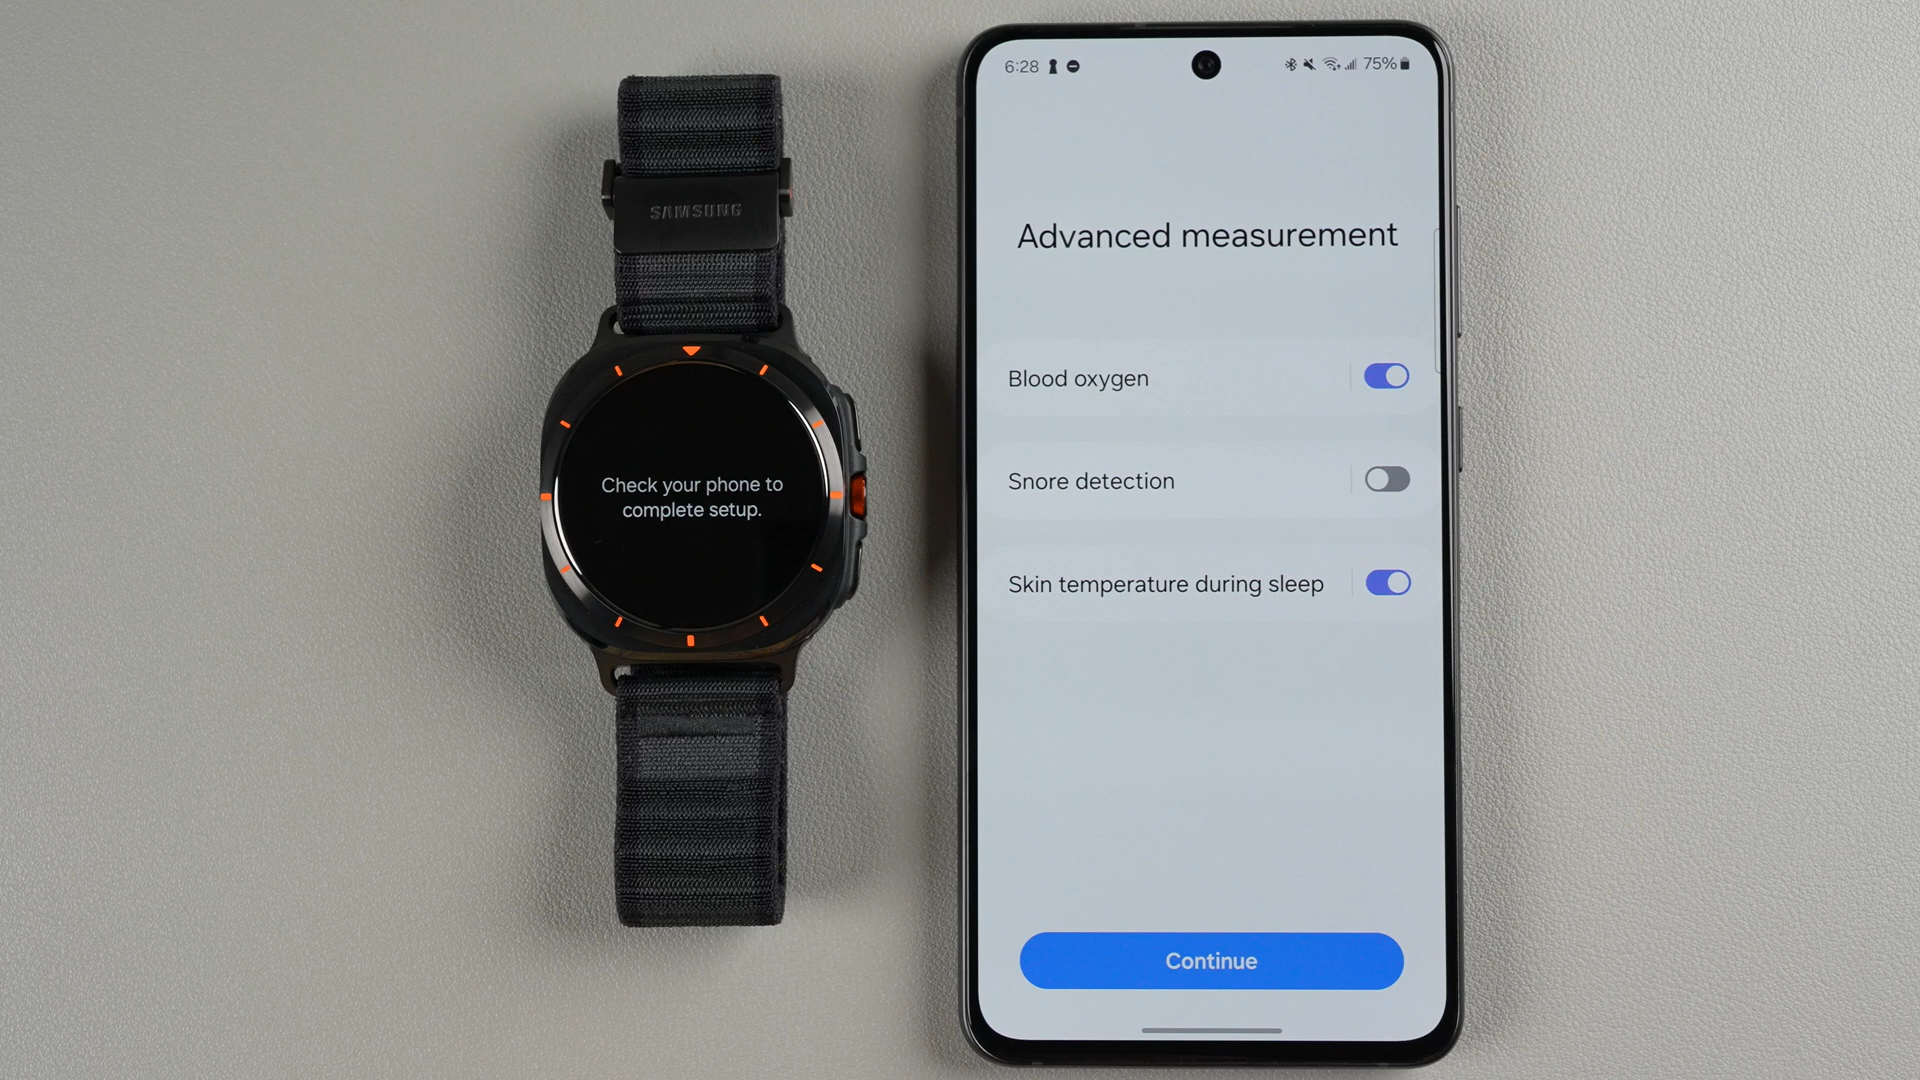 SAMSUNG
Check your phone to
complete setup.
6:28
75%
Advanced measurement
Blood oxygen
Snore detection
Skin temperature during sleep
Continue